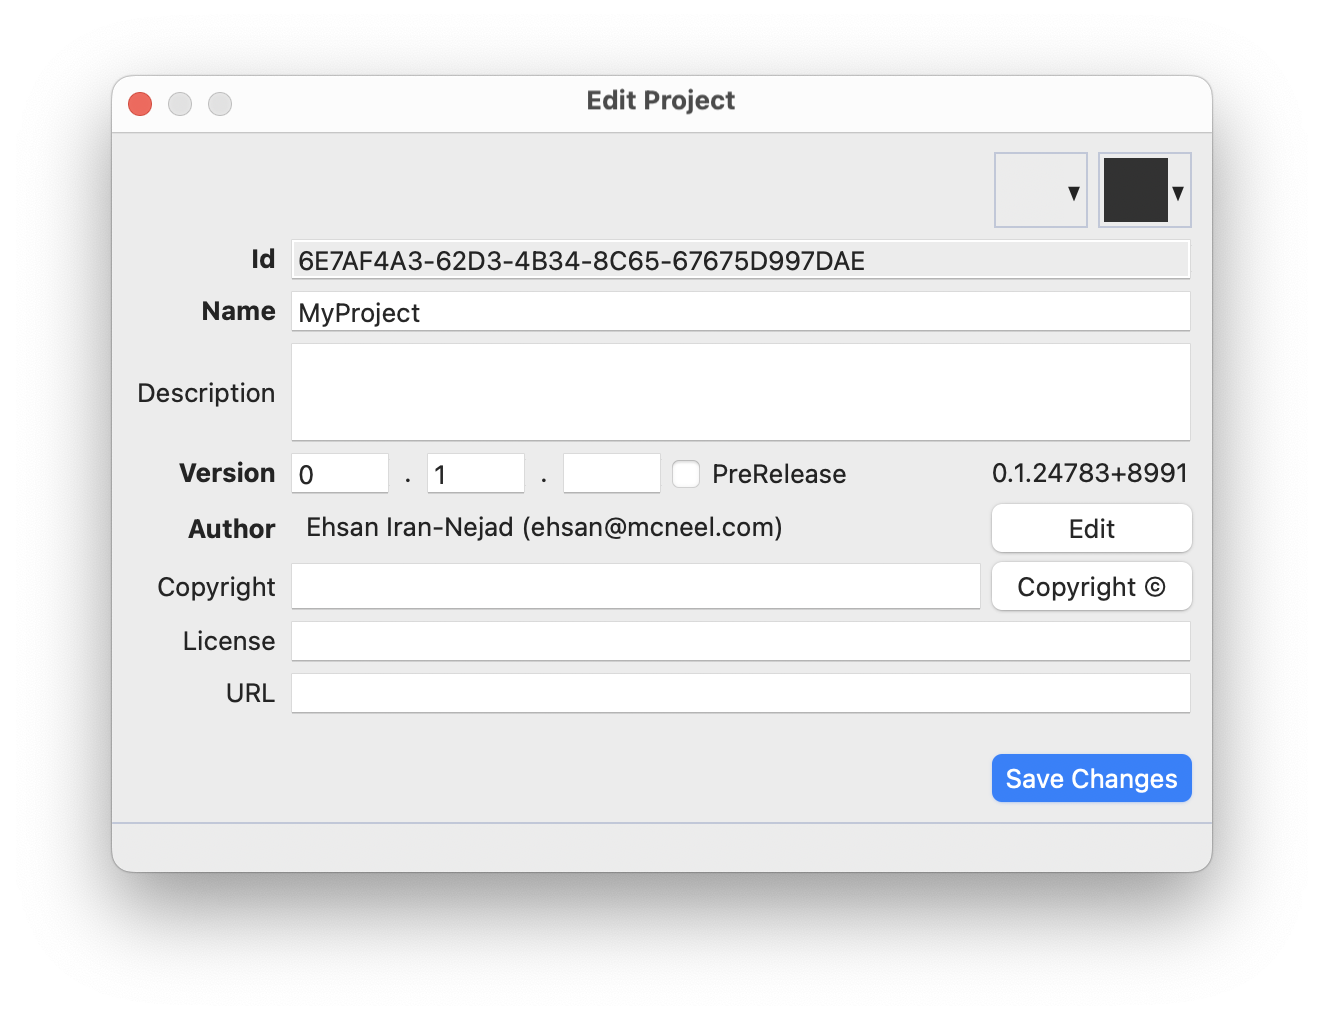 Edit Project
▼ ▼
Id 6E7AF4A3-62D3-4B34-8C65-67675D997DAE
Name MyProject
Description
Version 0 . 1 . PreRelease 0.1.24783+8991
Author Ehsan Iran-Nejad (ehsan@mcneel.com) Edit
Copyright Copyright ©
License
URL
Save Changes